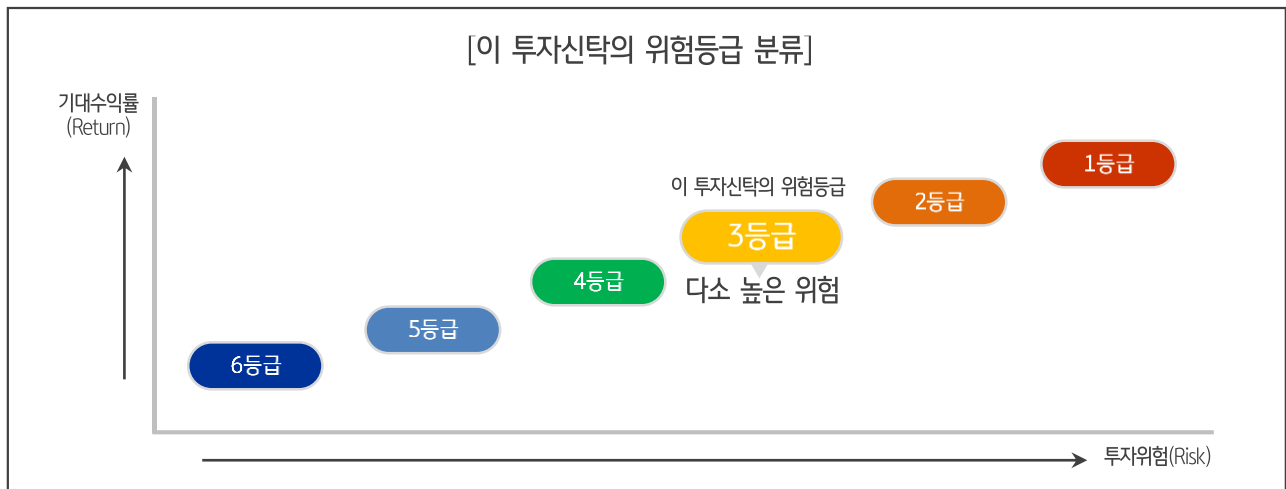 [이 투자신탁의 위험등급 분류]
기대수익률
(Return)
1등급
이 투자신탁의 위험등급
2등급
3등급
4등급
다소 높은 위험
5등급
6등급
투자위험(Risk)